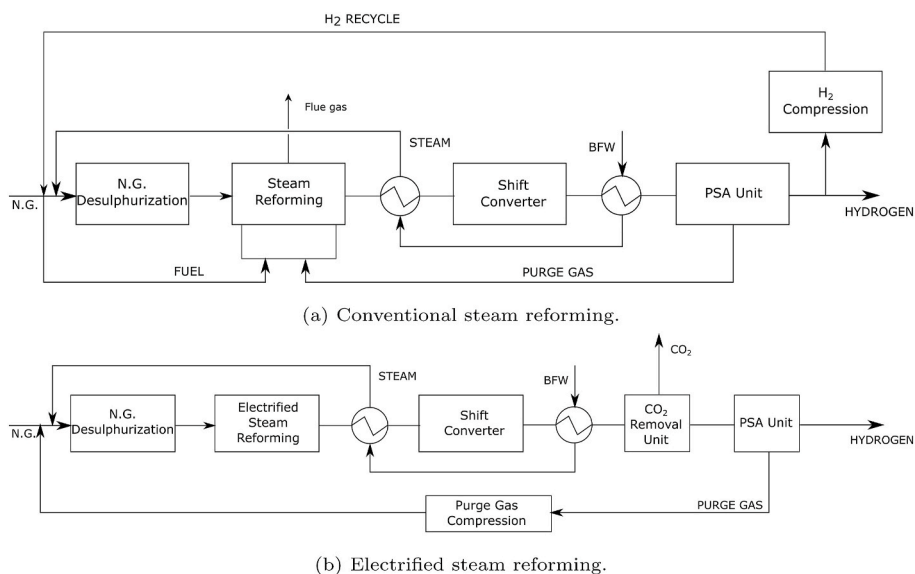 H2 RECYCLE
H2
Compression
Flue gas
STEAM
BFW
N.G.
Desulphurization
Steam
Reforming
Shift
Converter
PSA Unit
N.G.
HYDROGEN
FUEL
PURGE GAS
(a) Conventional steam reforming.
CO2
STEAM
BFW
N.G.
Desulphurization
Electrified
Steam
Reforming
Shift
Converter
CO2
Removal
Unit
PSA Unit
N.G.
HYDROGEN
PURGE GAS
Purge Gas
Compression
(b) Electrified steam reforming.